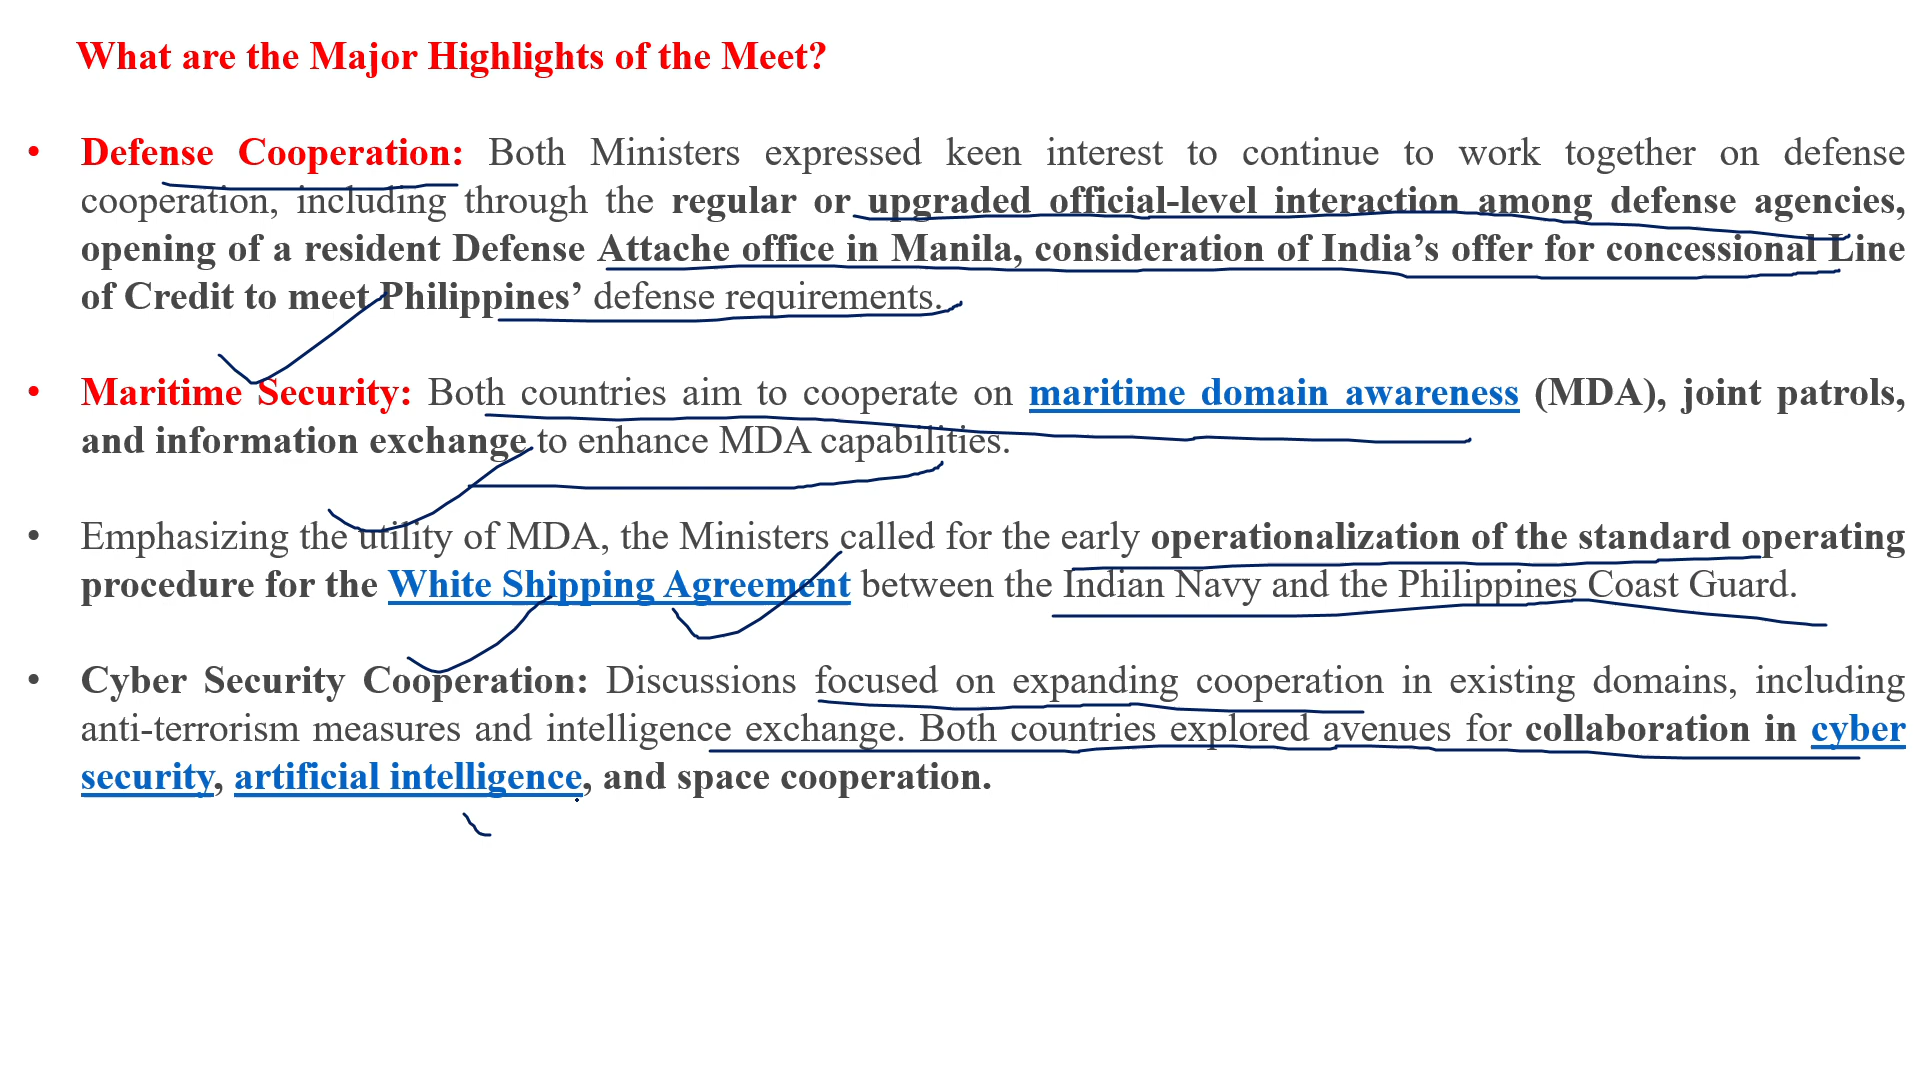 What are the Major Highlights of the Meet?
• Defense Cooperation: Both Ministers expressed keen interest to continue to work together on defense
cooperation, including through the regular or upgraded official-level interaction among defense agencies,
opening of a resident Defense Attache office in Manila, consideration of India’s offer for concessional Line
of Credit to meet Philippines’ defense requirements.
• Maritime Security: Both countries aim to cooperate on maritime domain awareness (MDA), joint patrols,
and information exchange to enhance MDA capabilities.
• Emphasizing the utility of MDA, the Ministers called for the early operationalization of the standard operating
procedure for the White Shipping Agreement between the Indian Navy and the Philippines Coast Guard.
• Cyber Security Cooperation: Discussions focused on expanding cooperation in existing domains, including
anti-terrorism measures and intelligence exchange. Both countries explored avenues for collaboration in cyber
security, artificial intelligence, and space cooperation.